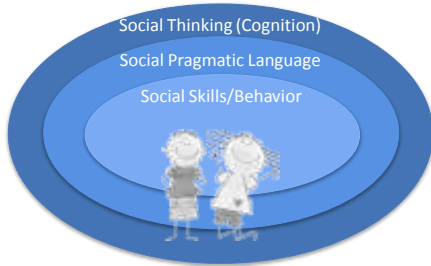 Social Thinking (Cognition)
Social Pragmatic Language
Social Skills/Behavior